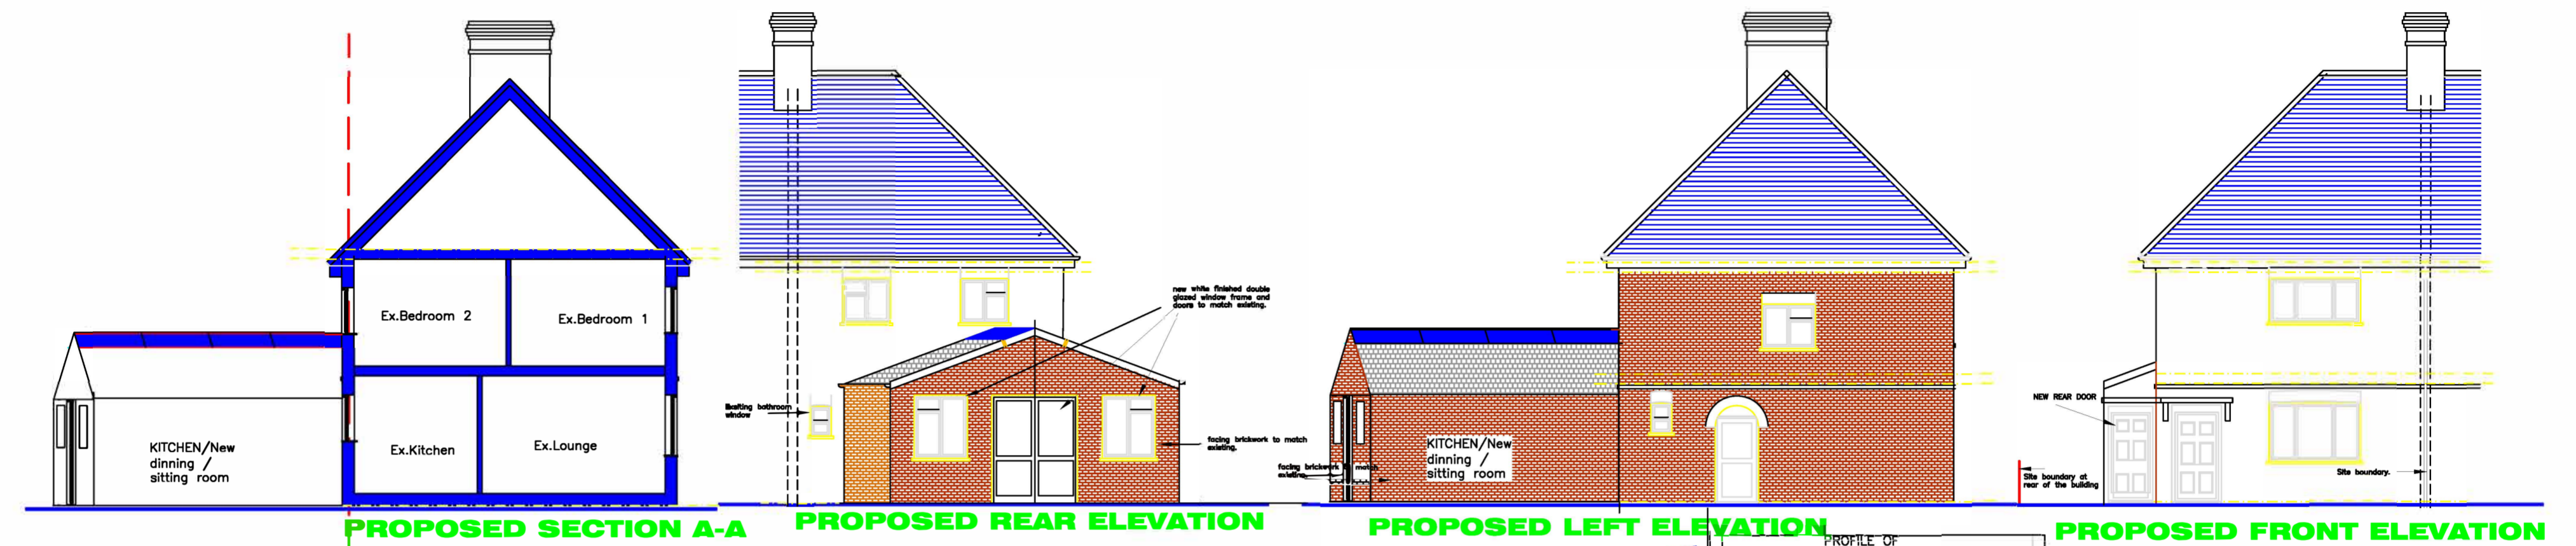 Ex.Bedroom 2
Ex.Bedroom 1
Ex.Kitchen
Ex.Lounge
KITCHEN/New
dinning /
sitting room
PROPOSED SECTION A-A
new white finished double
glazed window frame and
doors to match existing.
bathroom
window
facing brickwork to match
existing.
PROPOSED REAR ELEVATION
facing brickwork to match
existing.
KITCHEN/New
dinning /
sitting room
PROPOSED LEFT ELEVATION
PROFILE OF
NEW REAR DOOR
Site boundary at
rear of the building
Site boundary.
PROPOSED FRONT ELEVATION